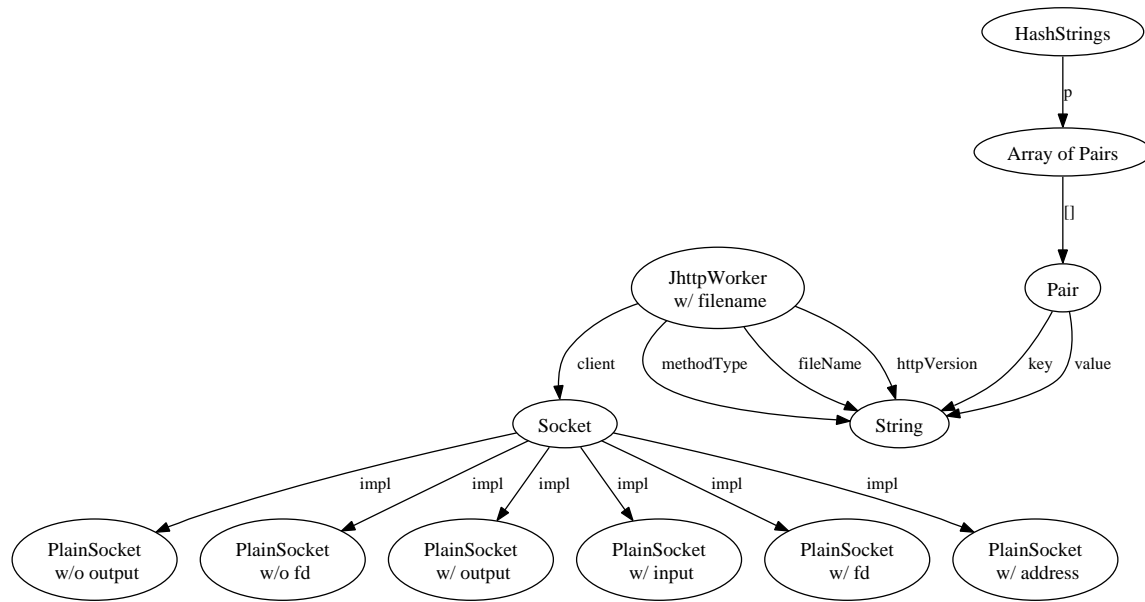 HashStrings
p
Array of Pairs
[]
JhttpWorker
w/ filename
Pair
client
methodType
fileName
httpVersion
key
value
Socket
String
impl
impl
impl
impl
impl
impl
PlainSocket
w/o output
PlainSocket
w/o fd
PlainSocket
w/ output
PlainSocket
w/ input
PlainSocket
w/ fd
PlainSocket
w/ address